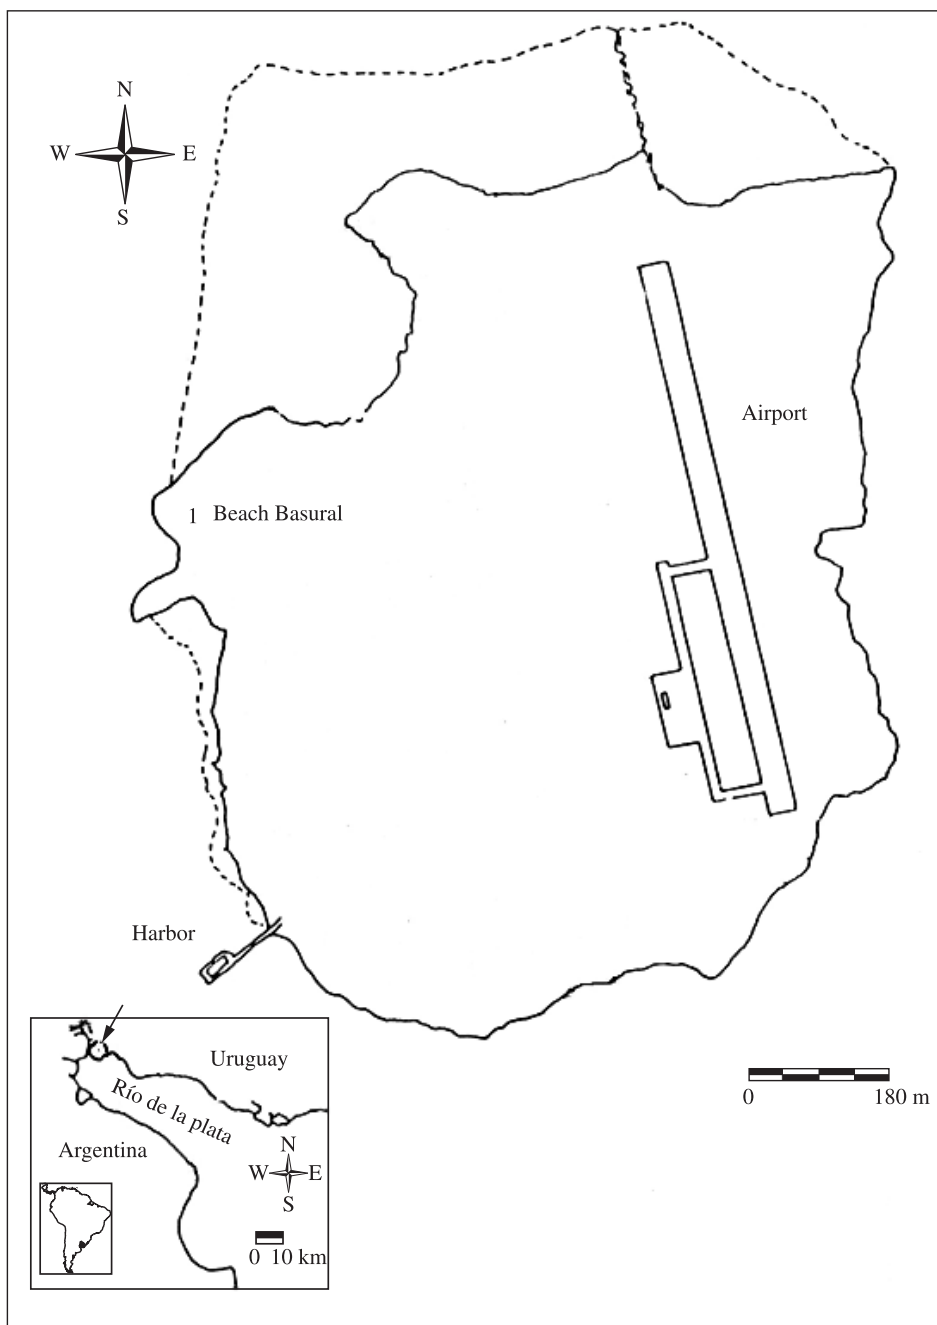 N
W E
S
Airport
1 Beach Basural
Harbor
Uruguay
Río de la plata
Argentina
N
W E
S
0 10 km
0 180 m